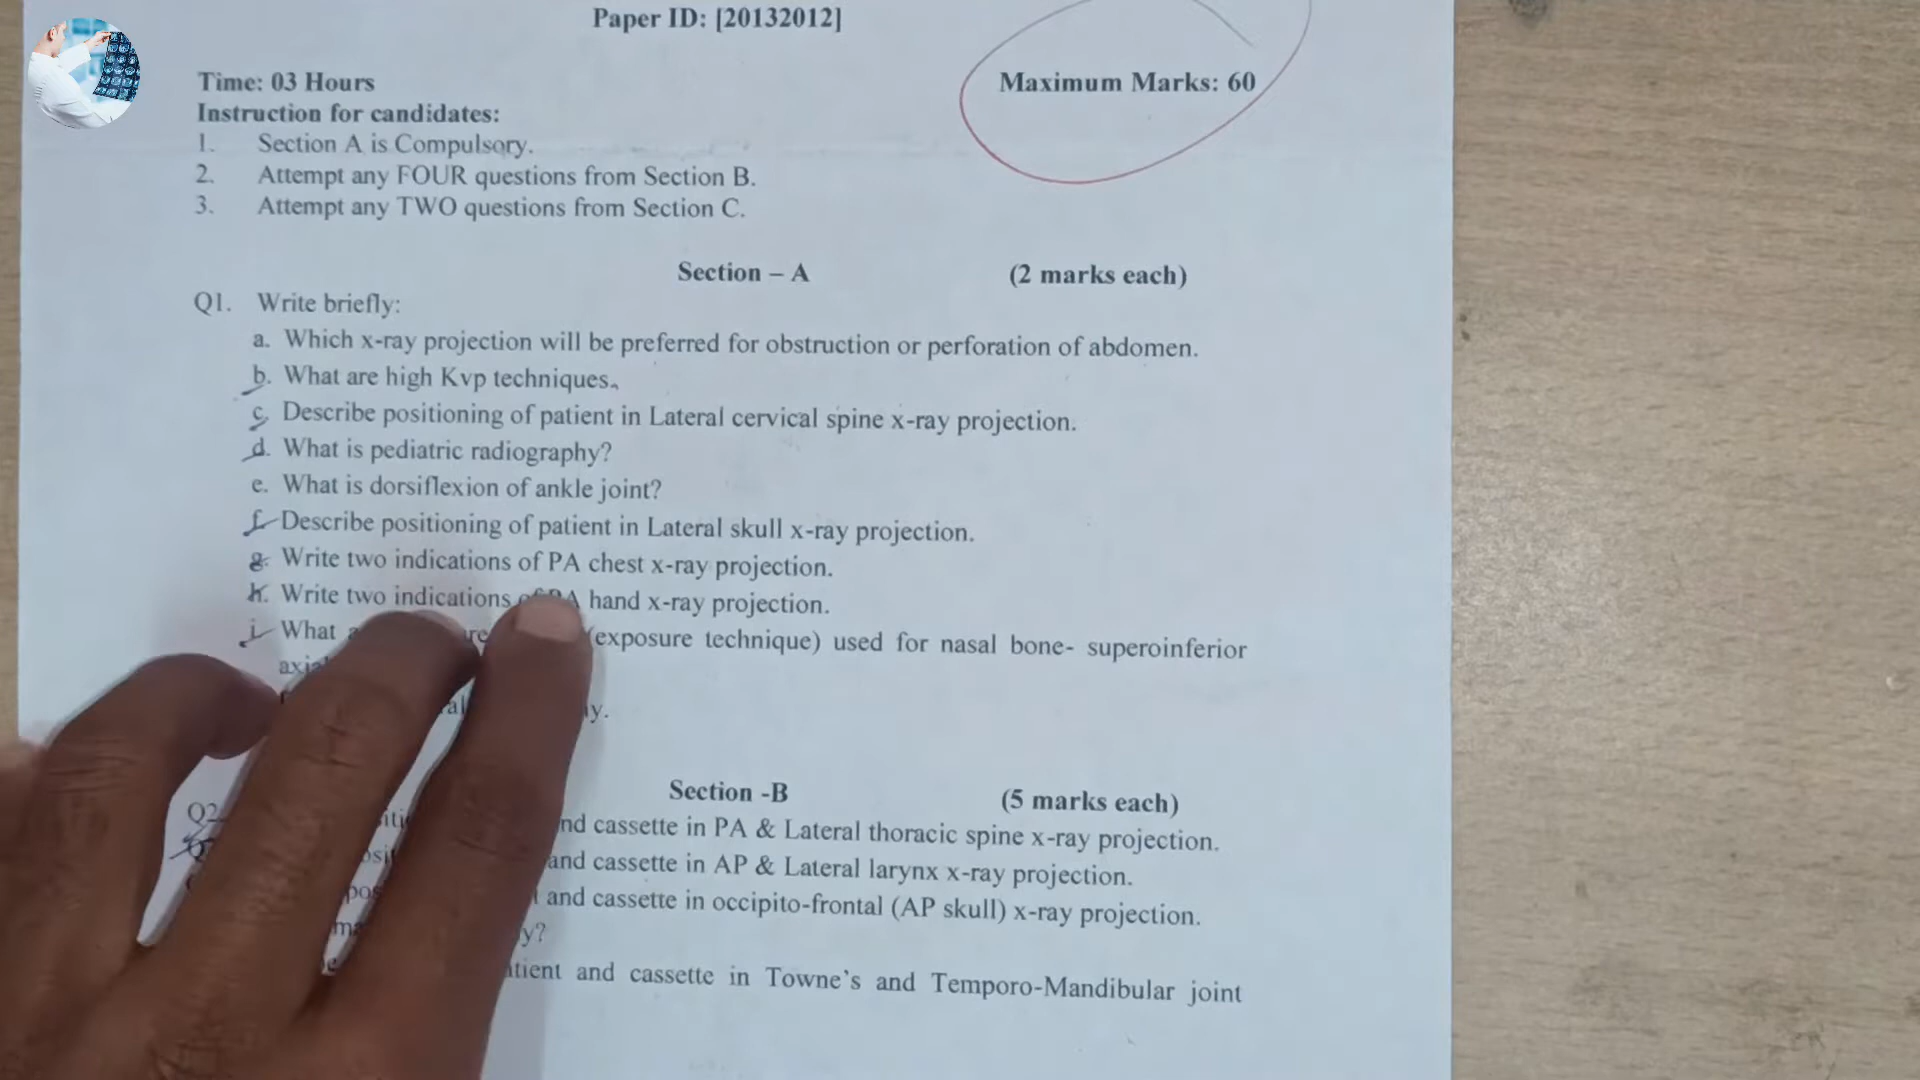 Paper ID: [20132012]
Time: 03 Hours
Maximum Marks: 60
Instruction for candidates:
1. Section A is Compulsory.
2. Attempt any FOUR questions from Section B.
3. Attempt any TWO questions from Section C.
Section – A (2 marks each)
Q1. Write briefly:
a. Which x-ray projection will be preferred for obstruction or perforation of abdomen.
b. What are high Kvp techniques.
c. Describe positioning of patient in Lateral cervical spine x-ray projection.
d. What is pediatric radiography?
e. What is dorsiflexion of ankle joint?
f. Describe positioning of patient in Lateral skull x-ray projection.
g. Write two indications of PA chest x-ray projection.
h. Write two indications of PA hand x-ray projection.
i. What (exposure technique) used for nasal bone- superoinferior
Section -B (5 marks each)
Q2. and cassette in PA & Lateral thoracic spine x-ray projection.
and cassette in AP & Lateral larynx x-ray projection.
and cassette in occipito-frontal (AP skull) x-ray projection.
and cassette in Towne's and Temporo-Mandibular joint